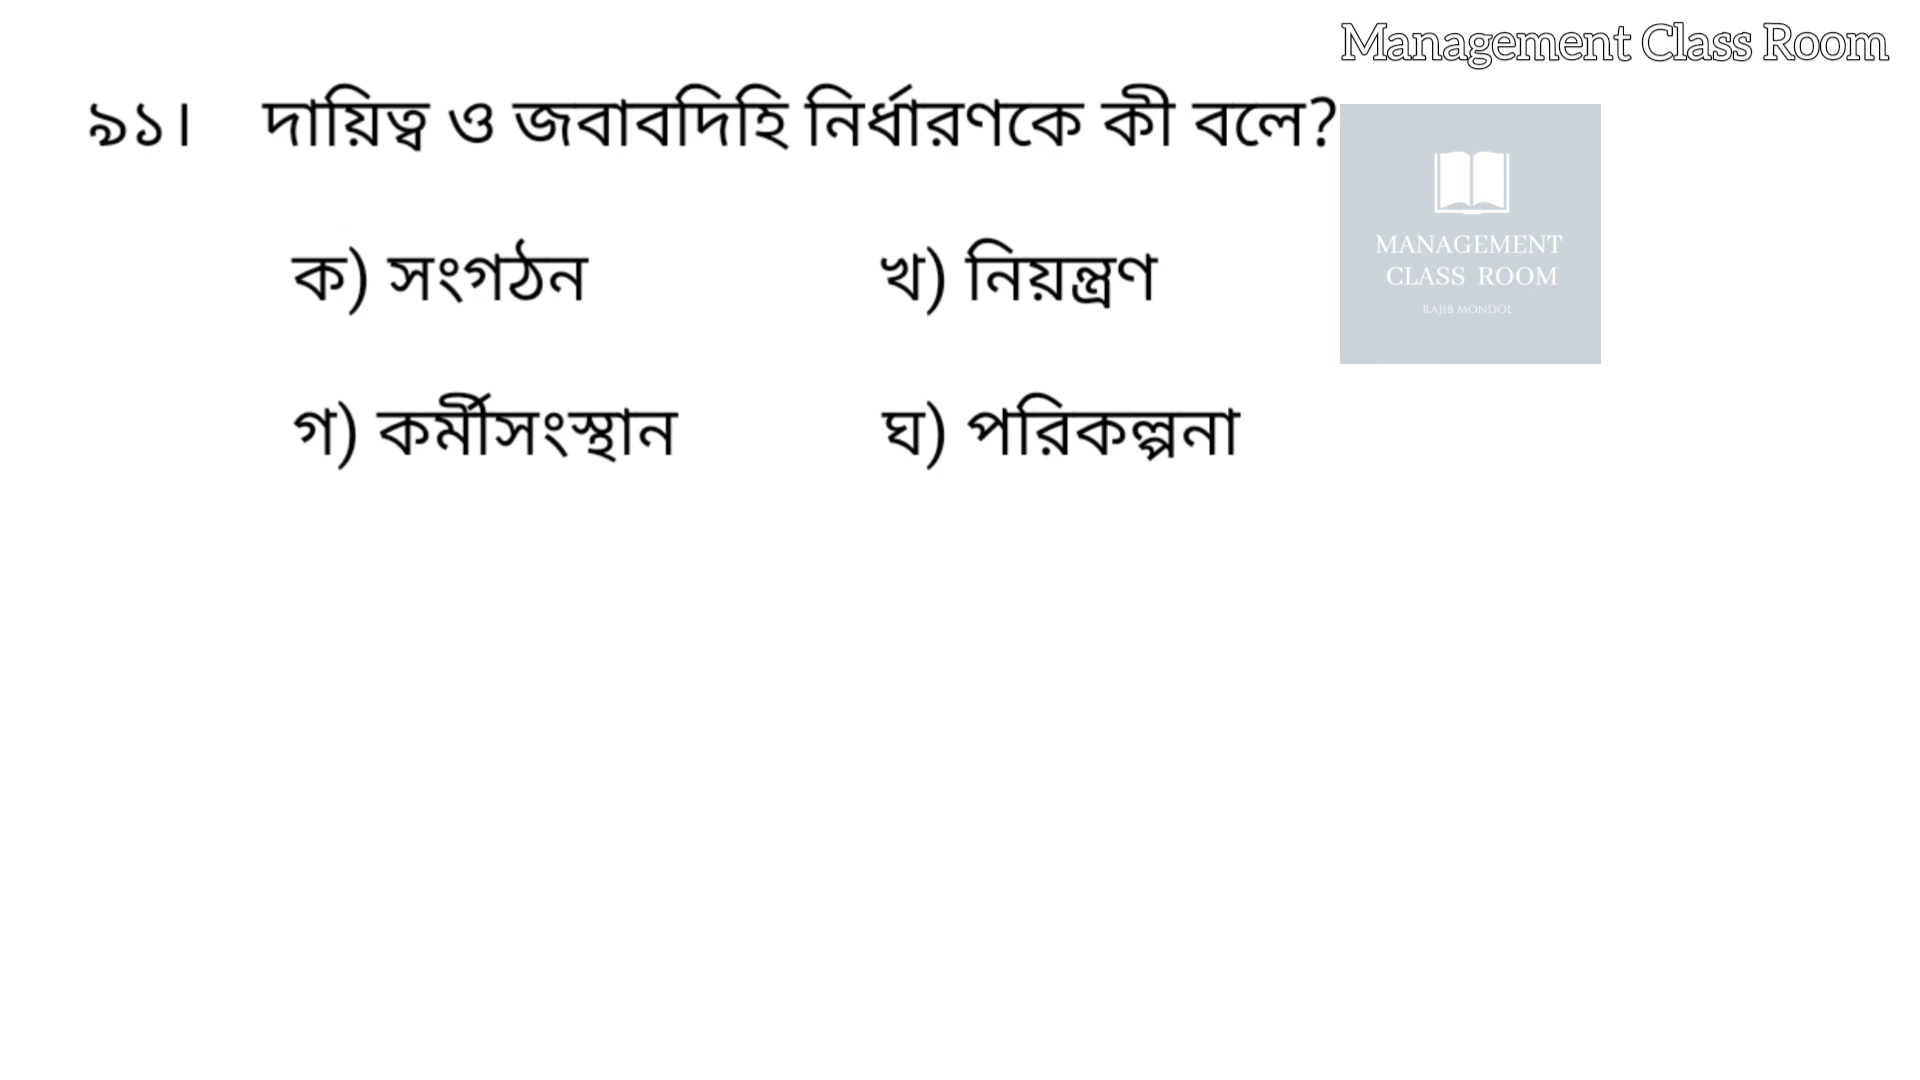 Management Class Room
৯১। দায়িত্ব ও জবাবদিহি নির্ধারণকে কী বলে?
ক) সংগঠন খ) নিয়ন্ত্রণ
গ) কর্মীসংস্থান ঘ) পরিকল্পনা
MANAGEMENT
CLASS ROOM
RAJIB MONDOL